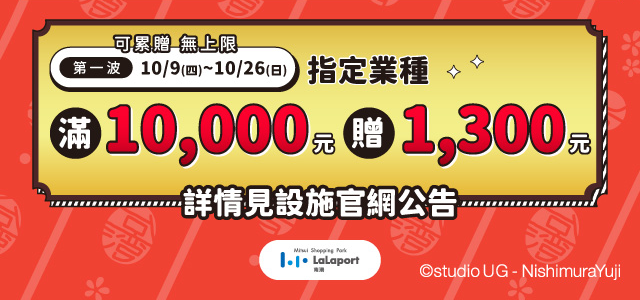 可累贈 無上限
第一波 10/9(四)~10/26(日) 指定業種
滿10,000元 贈1,300元
詳情見設施官網公告
Mitsui Shopping Park
LaLaport
南港
©studio UG - NishimuraYuji